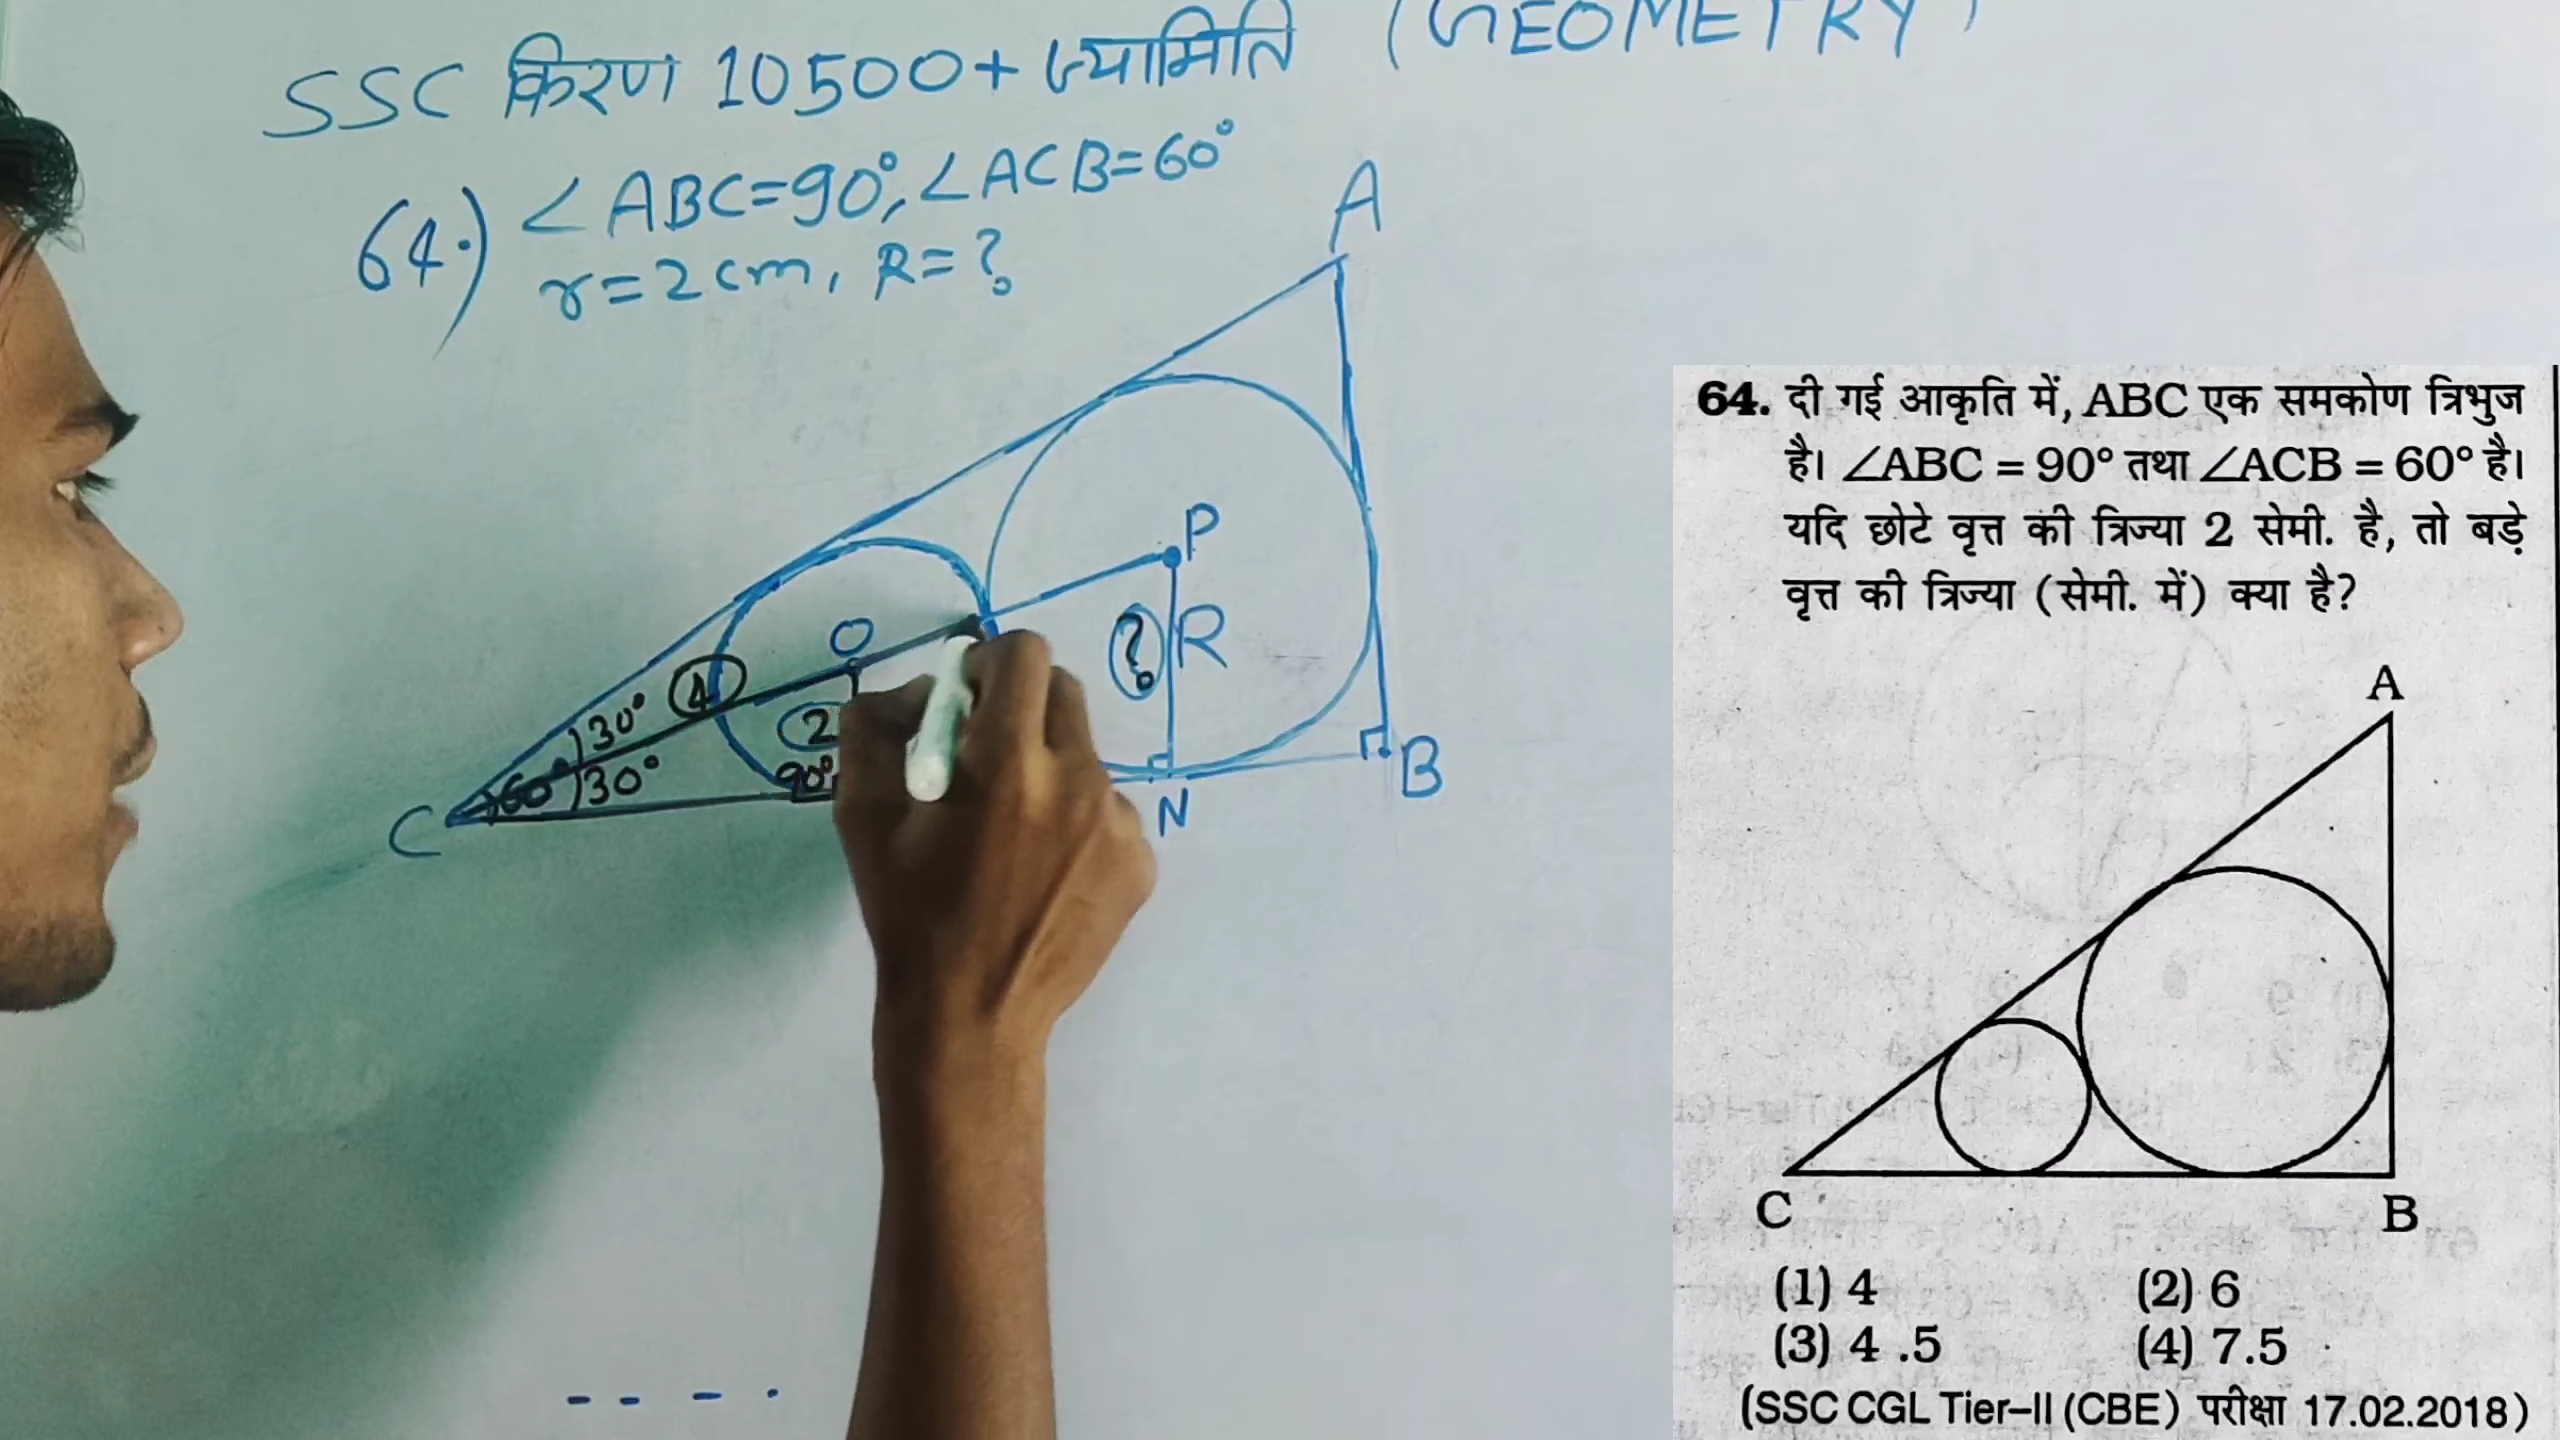 SSC किरण 10500+ ज्यामिति (GEOMETRY)
64.) ∠ABC=90°, ∠ACB=60°
r=2cm, R=?
A
P
O
? R
4
2
30°
60° 30°
90°
C
N
B
64. दी गई आकृति में, ABC एक समकोण त्रिभुज
है। ∠ABC = 90° तथा ∠ACB = 60° है।
यदि छोटे वृत्त की त्रिज्या 2 सेमी. है, तो बड़े
वृत्त की त्रिज्या (सेमी. में) क्या है?
A
C
B
(1) 4 (2) 6
(3) 4 .5 (4) 7.5
(SSC CGL Tier–II (CBE) परीक्षा 17.02.2018)